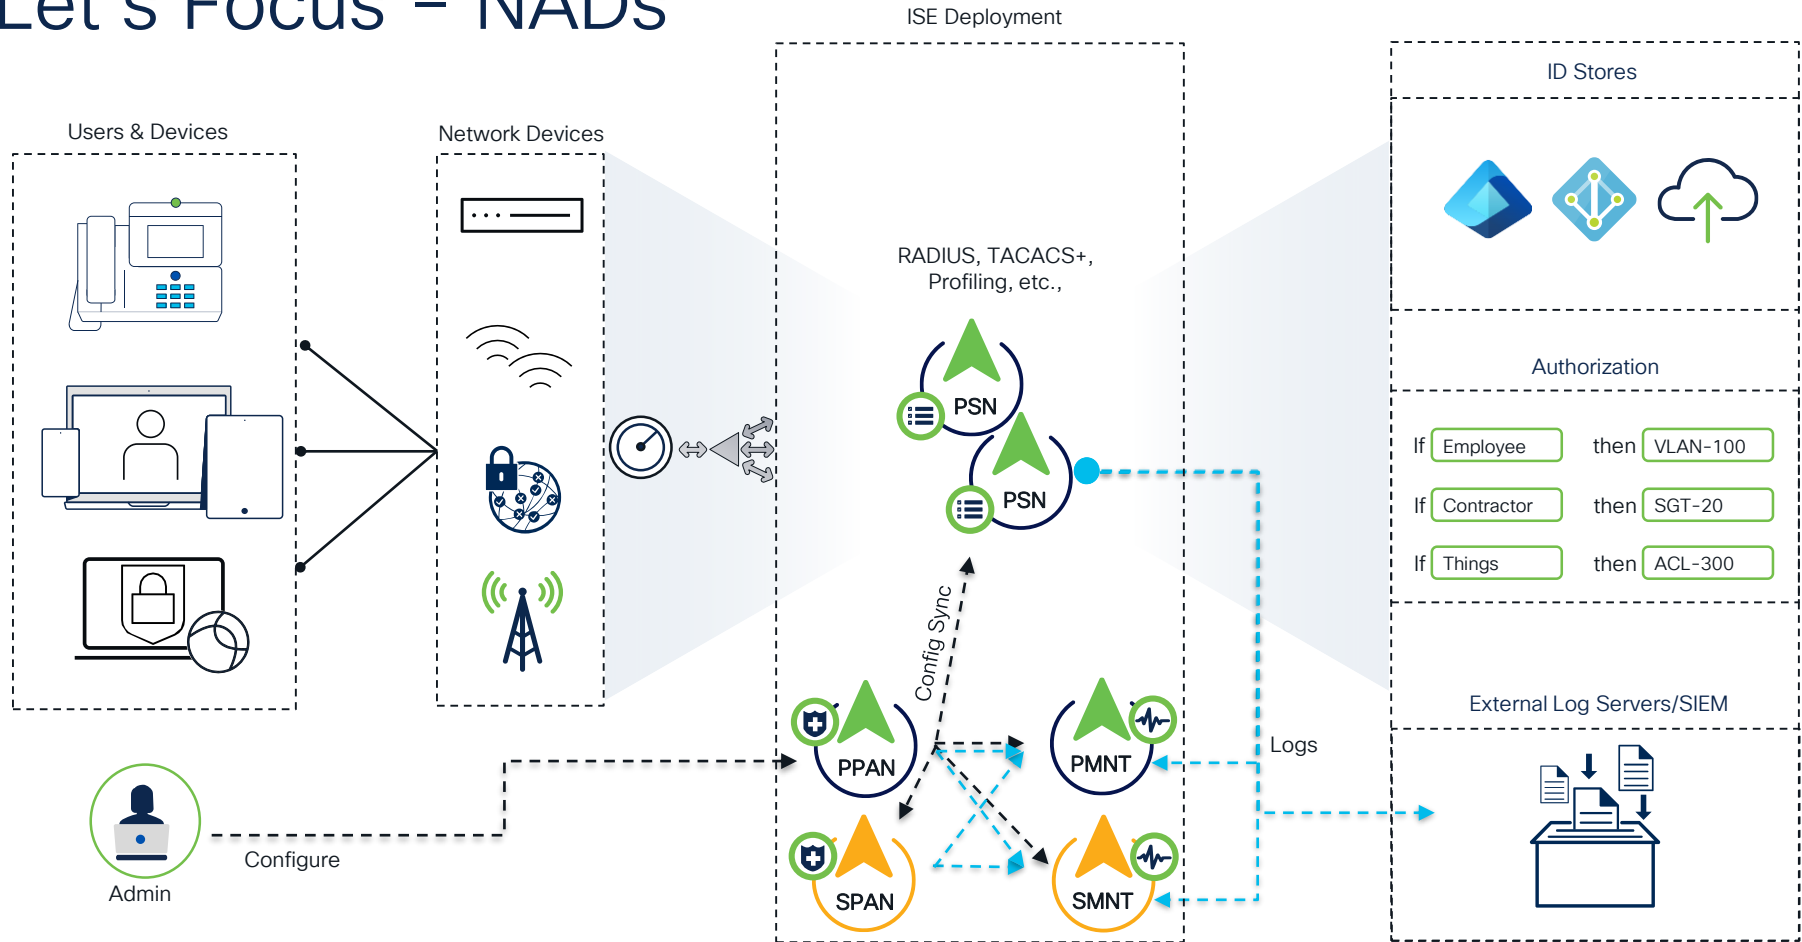 Let's Focus – NADs
ISE Deployment
ID Stores
Users & Devices
Network Devices
RADIUS, TACACS+,
Profiling, etc.,
PSN
PSN
Authorization
If Employee then VLAN-100
If Contractor then SGT-20
If Things then ACL-300
Config Sync
External Log Servers/SIEM
PPAN
PMNT
Logs
SPAN
SMNT
Configure
Admin